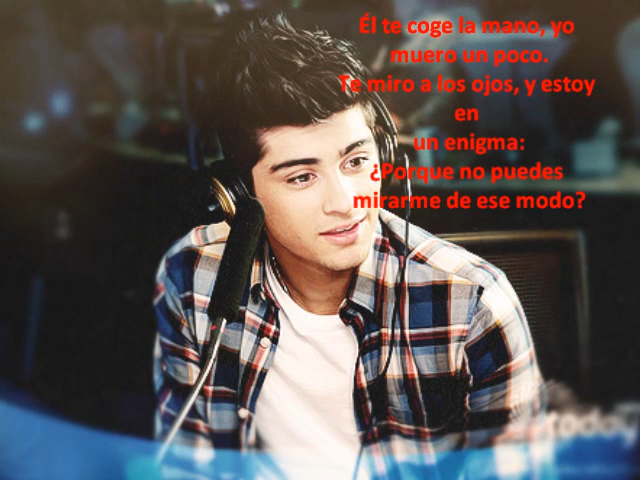 Él te coge la mano, yo
muero un poco.
Te miro a los ojos, y estoy
en
un enigma:
¿Porque no puedes
mirarme de ese modo?
today